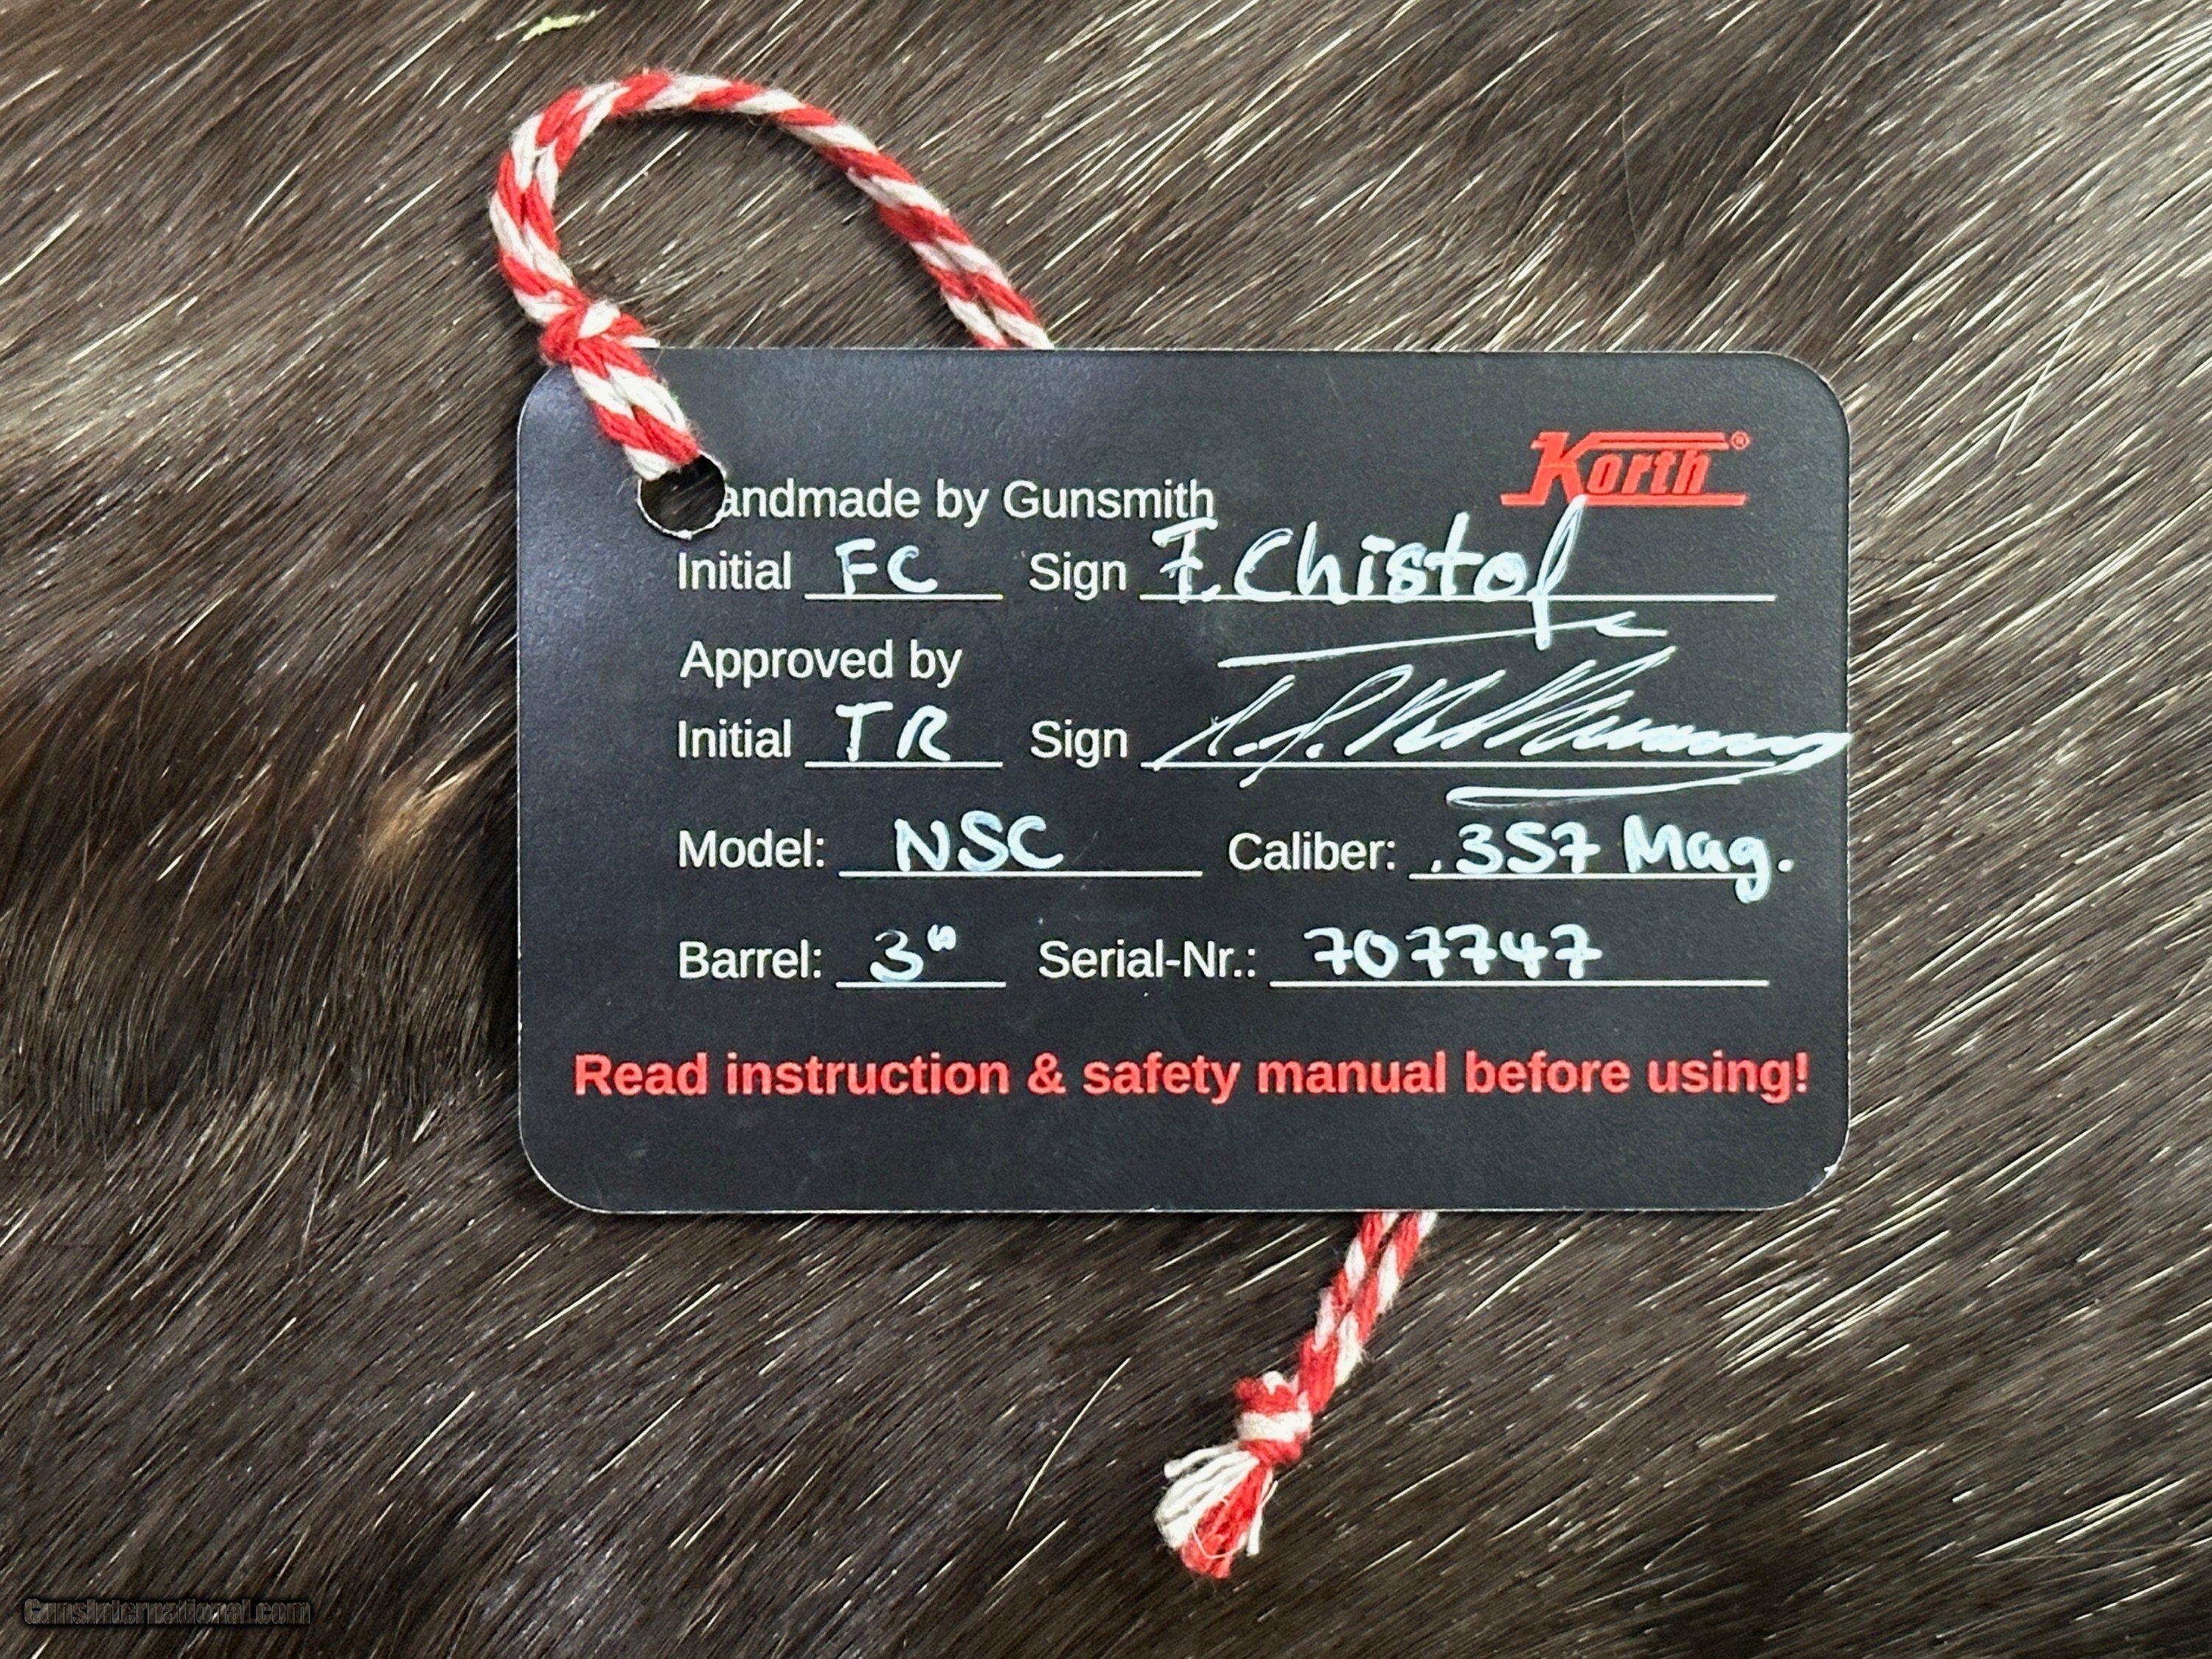 Korth®
andmade by Gunsmith
Initial FC Sign F. Chistof
Approved by
Initial TR Sign
Model: NSC Caliber: .357 Mag.
Barrel: 3" Serial-Nr.: 707747
Read instruction & safety manual before using!
GunsInternational.com